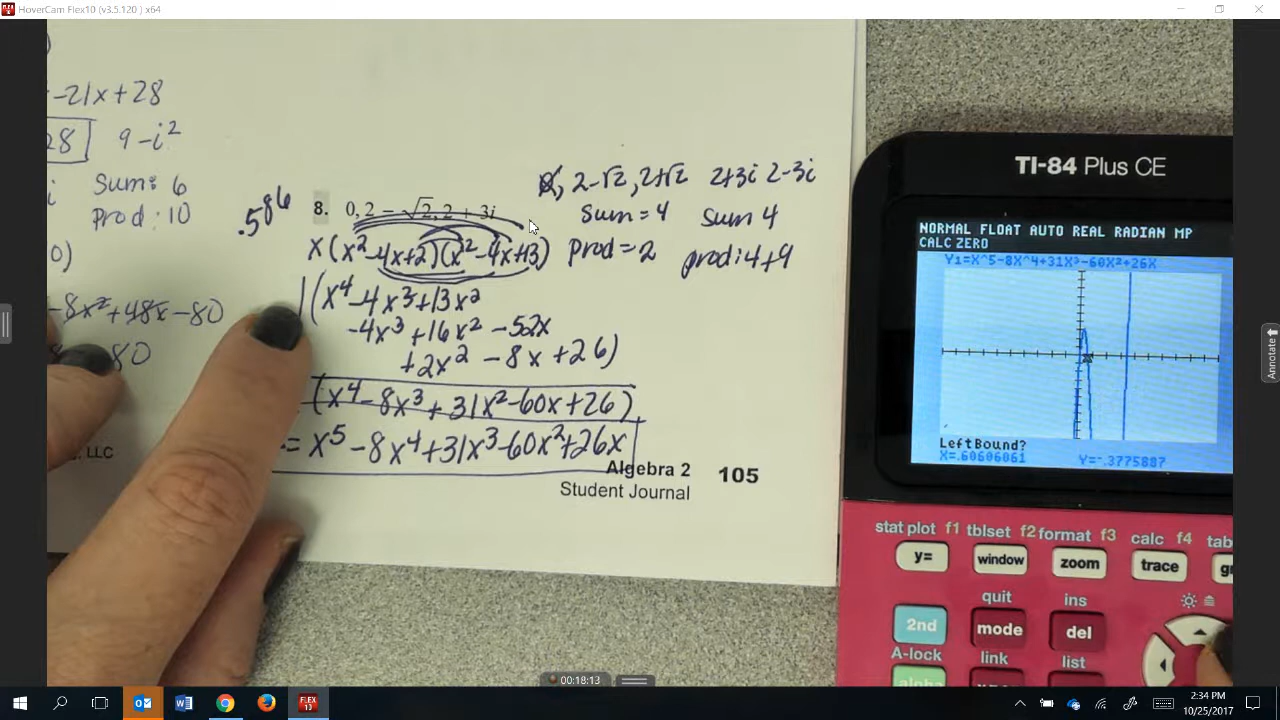 HoverCam Flex10 (v3.5.120 ) x64
-21x+28
28] 9-i²
i Sum: 6
Prod: 10
0)
-8x²+48x-80
80
, LLC
.586
8. 0, 2 - √2, 2 + 3i
2-√2, 2+√2 2+3i 2-3i
sum=4 sum 4
prod=2 prod:4+9
x(x²-4x+2)(x²-4x+13)
(x⁴-4x³+13x²
-4x³+16x²-52x
+2x²-8x+26)
(x⁴-8x³+31x²-60x+26)
=x⁵-8x⁴+31x³-60x²+26x
Algebra 2 105
Student Journal
TI-84 Plus CE
NORMAL FLOAT AUTO REAL RADIAN MP
CALC ZERO
Y1=X^5-8X^4+31X³-60X²+26X
LeftBound?
X=.60606061 Y=-.3775887
stat plot f1 tblset f2 format f3 calc f4 tab
y= window zoom trace gr
quit ins
2nd mode del
A-lock link list
alpha
Annotate
00:18:13
2:34 PM
10/25/2017